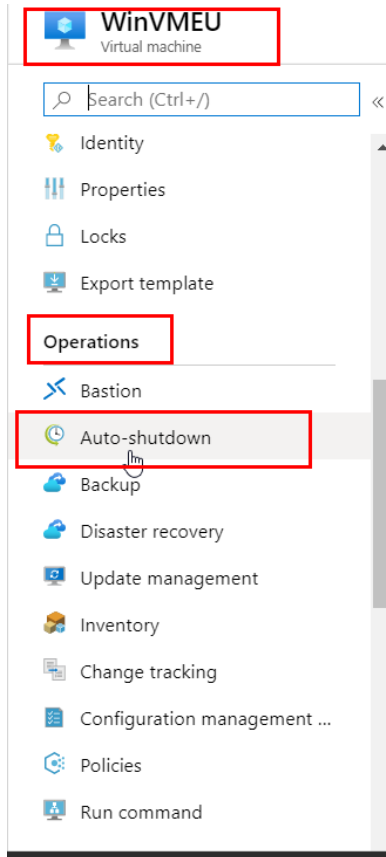 WinVMEU
Virtual machine
Search (Ctrl+/)
«
Identity
Properties
Locks
Export template
Operations
Bastion
Auto-shutdown
Backup
Disaster recovery
Update management
Inventory
Change tracking
Configuration management ...
Policies
Run command